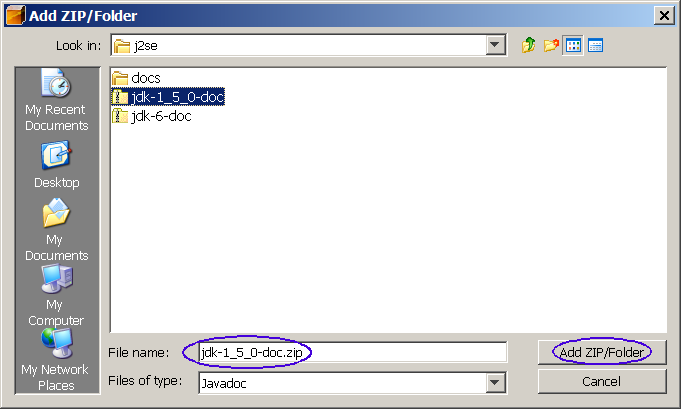 Add ZIP/Folder
Look in: j2se
docs
jdk-1_5_0-doc
jdk-6-doc
My Recent
Documents
Desktop
My
Documents
My
Computer
My Network
Places
File name: jdk-1_5_0-doc.zip Add ZIP/Folder
Files of type: Javadoc Cancel